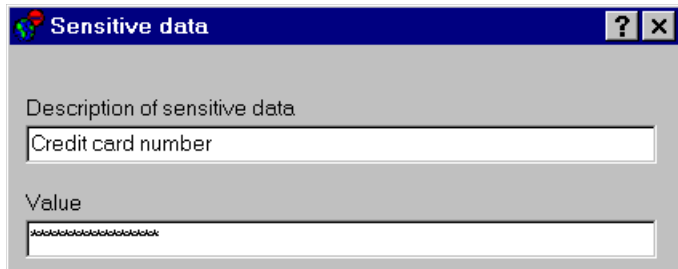 Sensitive data
Description of sensitive data
Credit card number
Value
****************